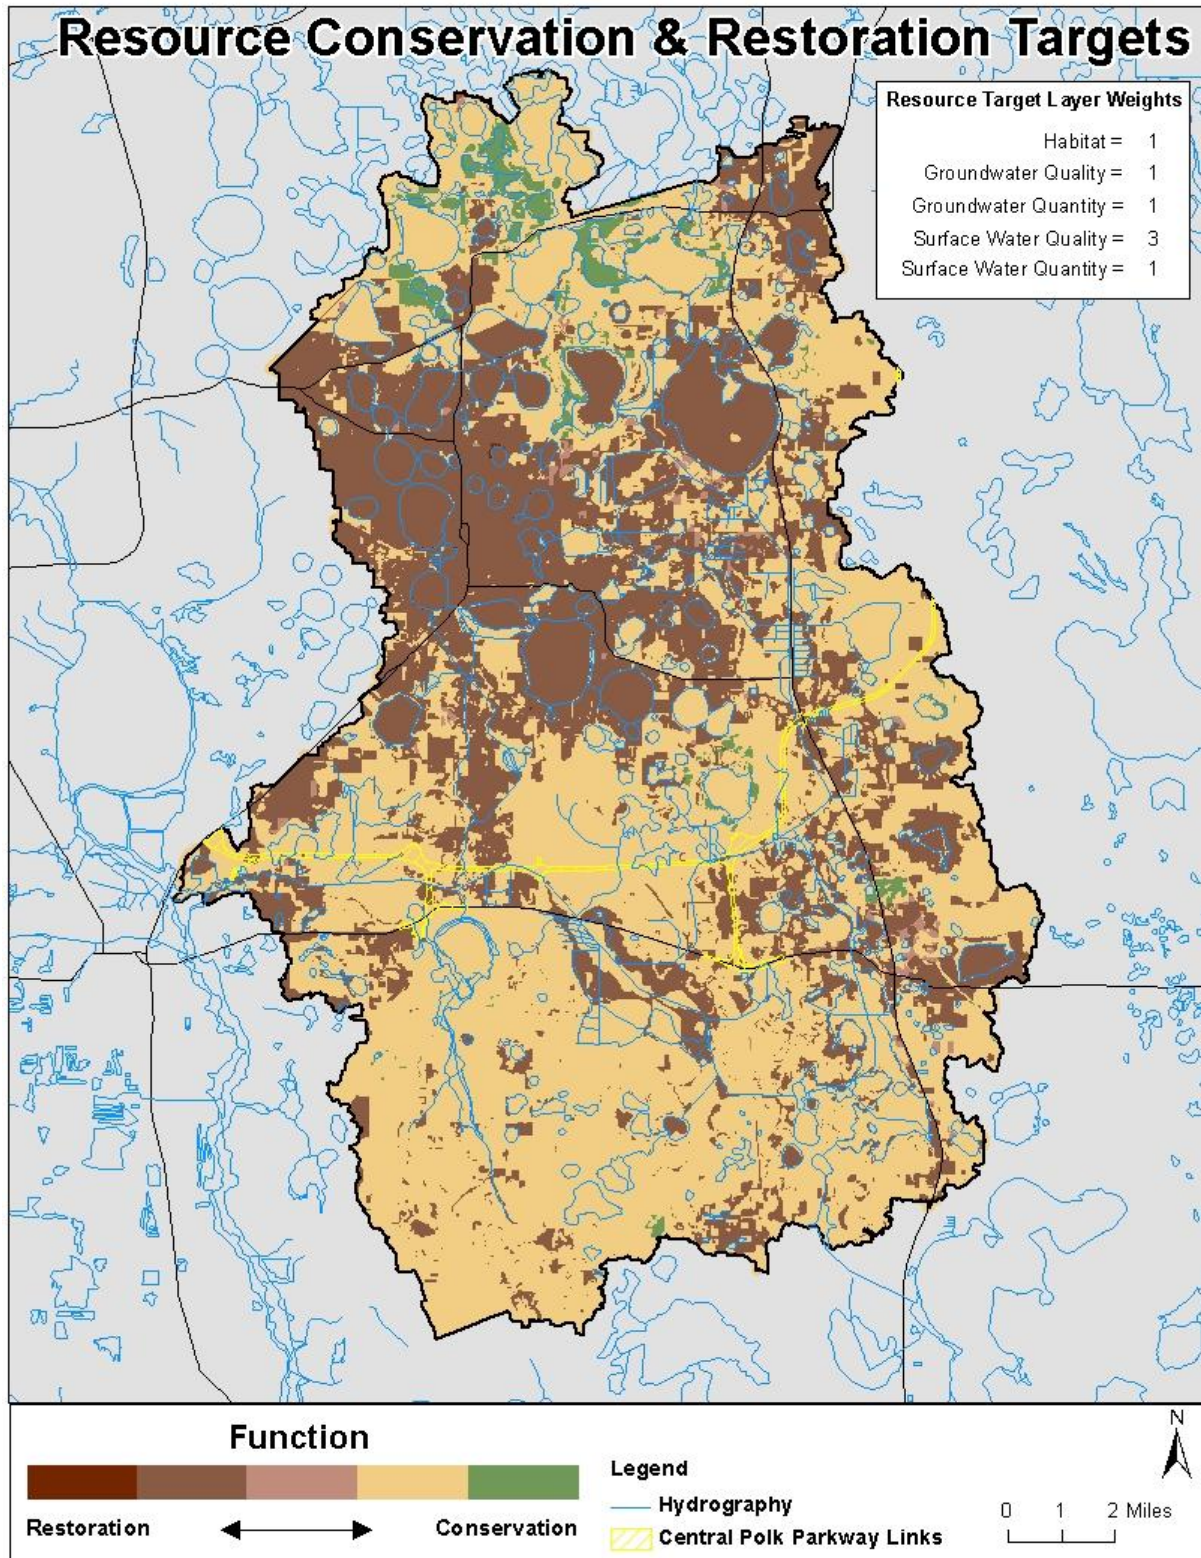 Resource Conservation & Restoration Targets
Resource Target Layer Weights
Habitat = 1
Groundwater Quality = 1
Groundwater Quantity = 1
Surface Water Quality = 3
Surface Water Quantity = 1
Function
Restoration Conservation
Legend
Hydrography
Central Polk Parkway Links
N
0 1 2 Miles